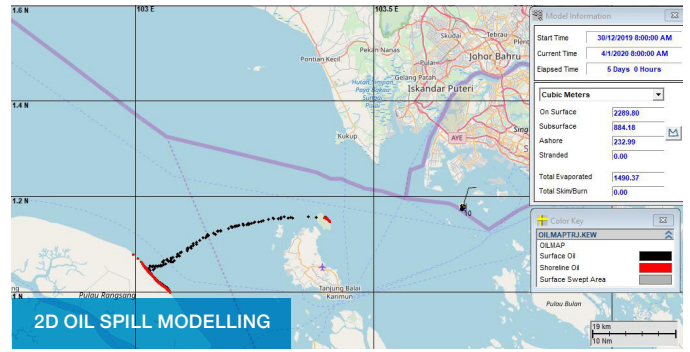 1.6 N
103 E
103.5 E
Skudai
Tebrau
Pekan Nanas
Pulai
Johor Bahru
Pontian Kecil
Gelang Patah
Iskandar Puteri
1.4 N
Kukup
AYE
Sing
1.2 N
10
Tanjung Balai
Karimun
Pulau Rangsang
1 N
Pulau Bulan
2D OIL SPILL MODELLING
19 km
10 Nm
Model Information
Start Time 30/12/2019 8:00:00 AM
Current Time 4/1/2020 8:00:00 AM
Elapsed Time 5 Days 0 Hours
Cubic Meters
On Surface 2289.80
Subsurface 884.18
Ashore 232.99
Stranded 0.00
Total Evaporated 1490.37
Total Skim/Burn 0.00
Color Key
OILMAPTRJ.KEW
OILMAP
Surface Oil
Shoreline Oil
Surface Swept Area